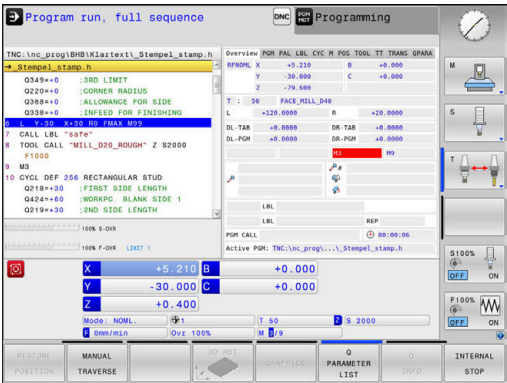 Program run, full sequence
DNC
PGM
MGT
Programming
TNC:\nc_prog\BHB\Klartext\_Stempel_stamp.h
→_Stempel_stamp.h
Q349=+0 ;3RD LIMIT
Q220=+0 ;CORNER RADIUS
Q368=+0 ;ALLOWANCE FOR SIDE
Q338=+0 ;INFEED FOR FINISHING
6 L Y-30 X+30 R0 FMAX M99
7 CALL LBL "safe"
8 TOOL CALL "MILL_D20_ROUGH" Z S2000
F1000
9 M3
10 CYCL DEF 256 RECTANGULAR STUD
Q218=+30 ;FIRST SIDE LENGTH
Q424=+60 ;WORKPC. BLANK SIDE 1
Q219=+30 ;2ND SIDE LENGTH
100% S-OVR
100% F-OVR LIMIT 1
Overview PGM PAL LBL CYC M POS TOOL TT TRANS QPARA
RFNOML X +5.210 B +0.000
Y -30.000 C +0.000
Z -79.600
T : 50 FACE_MILL_D40
L +120.0000 R +20.0000
DL-TAB +0.0000 DR-TAB +0.0000
DL-PGM +0.0000 DR-PGM +0.0000
M3 M9
LBL
LBL REP
PGM CALL 00:00:06
Active PGM: TNC:\nc_prog\...\_Stempel_stamp.h
X +5.210 B +0.000
Y -30.000 C +0.000
Z +0.400
Mode: NOML. 1 T 50 Z S 2000
F 0mm/min Ovr 100% M 3/9
M
S
T
S100%
OFF ON
F100%
OFF ON
RESTORE
POSITION
MANUAL
TRAVERSE
3D ROT
GRAPHICS
Q
PARAMETER
LIST
Q
INFO
INTERNAL
STOP